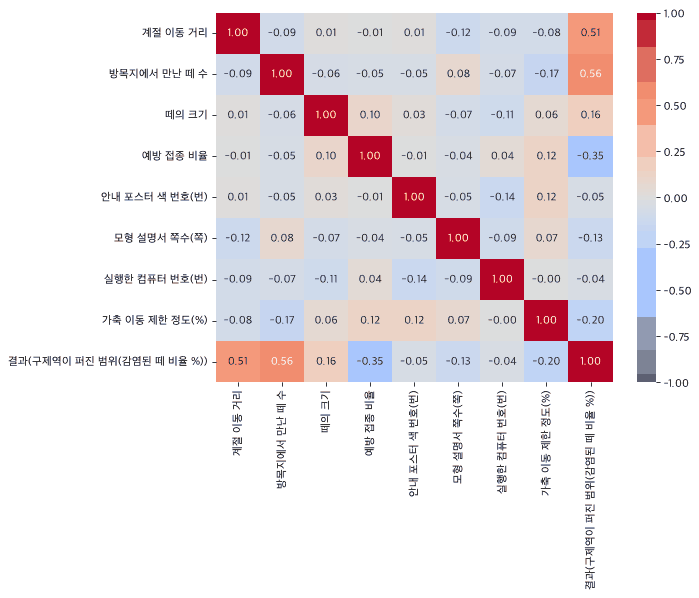 계절 이동 거리 1.00 -0.09 0.01 -0.01 0.01 -0.12 -0.09 -0.08 0.51
방목지에서 만난 떼 수 -0.09 1.00 -0.06 -0.05 -0.05 0.08 -0.07 -0.17 0.56
떼의 크기 0.01 -0.06 1.00 0.10 0.03 -0.07 -0.11 0.06 0.16
예방 접종 비율 -0.01 -0.05 0.10 1.00 -0.01 -0.04 0.04 0.12 -0.35
안내 포스터 색 번호(번) 0.01 -0.05 0.03 -0.01 1.00 -0.05 -0.14 0.12 -0.05
모형 설명서 쪽수(쪽) -0.12 0.08 -0.07 -0.04 -0.05 1.00 -0.09 0.07 -0.13
실행한 컴퓨터 번호(번) -0.09 -0.07 -0.11 0.04 -0.14 -0.09 1.00 -0.00 -0.04
가축 이동 제한 정도(%) -0.08 -0.17 0.06 0.12 0.12 0.07 -0.00 1.00 -0.20
결과(구제역이 퍼진 범위(감염된 떼 비율 %)) 0.51 0.56 0.16 -0.35 -0.05 -0.13 -0.04 -0.20 1.00
계절 이동 거리
방목지에서 만난 떼 수
떼의 크기
예방 접종 비율
안내 포스터 색 번호(번)
모형 설명서 쪽수(쪽)
실행한 컴퓨터 번호(번)
가축 이동 제한 정도(%)
결과(구제역이 퍼진 범위(감염된 떼 비율 %))
1.00
0.75
0.50
0.25
0.00
-0.25
-0.50
-0.75
-1.00